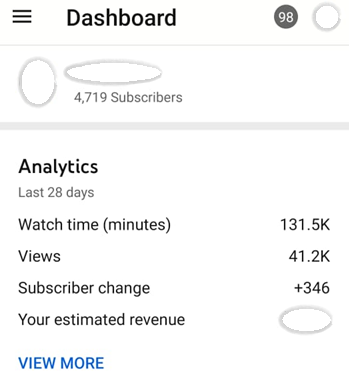 Dashboard 98
4,719 Subscribers
Analytics
Last 28 days
Watch time (minutes) 131.5K
Views 41.2K
Subscriber change +346
Your estimated revenue
VIEW MORE